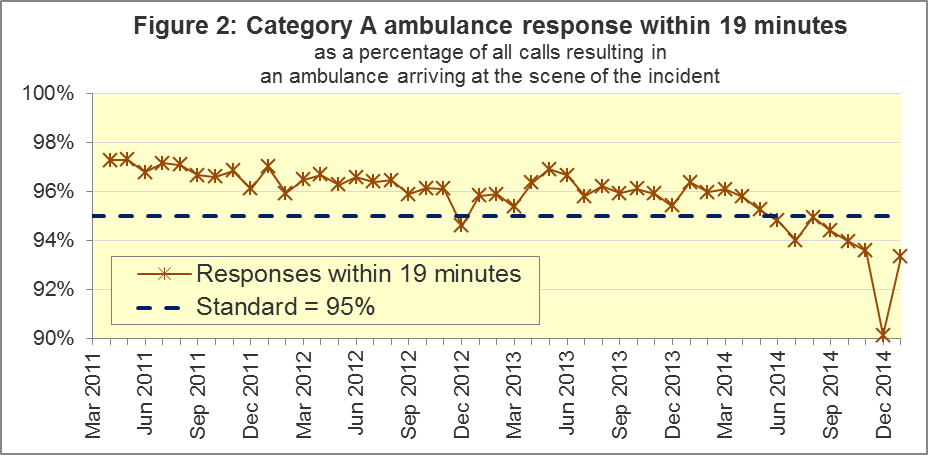 Figure 2: Category A ambulance response within 19 minutes
as a percentage of all calls resulting in
an ambulance arriving at the scene of the incident
100%
98%
96%
94%
92%
90%
Responses within 19 minutes
Standard = 95%
Mar 2011
Jun 2011
Sep 2011
Dec 2011
Mar 2012
Jun 2012
Sep 2012
Dec 2012
Mar 2013
Jun 2013
Sep 2013
Dec 2013
Mar 2014
Jun 2014
Sep 2014
Dec 2014